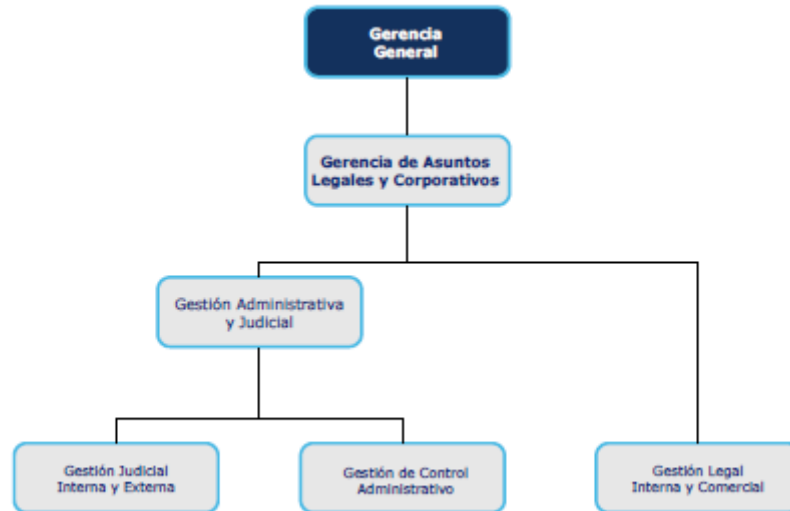 Gerencia
General
Gerencia de Asuntos
Legales y Corporativos
Gestión Administrativa
y Judicial
Gestión Judicial
Interna y Externa
Gestión de Control
Administrativo
Gestión Legal
Interna y Comercial